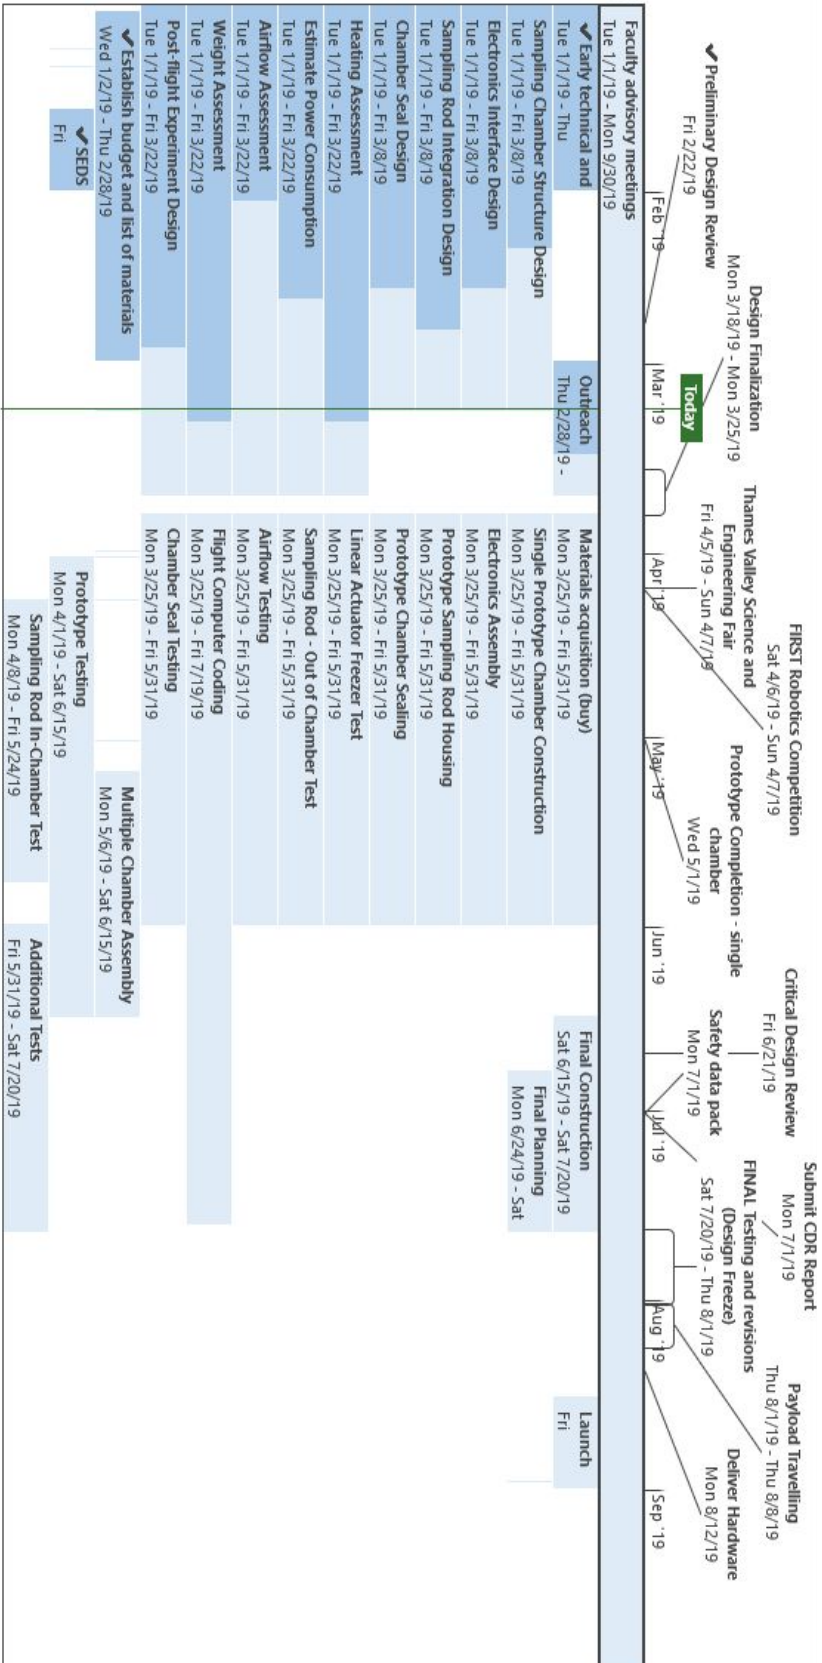 Submit CDR Report
Mon 7/1/19
FIRST Robotics Competition
Sat 4/6/19 - Sun 4/7/19
Critical Design Review
Fri 6/21/19
Payload Travelling
Thu 8/1/19 - Thu 8/8/19
Design Finalization
Mon 3/18/19 - Mon 3/25/19
Thames Valley Science and
Engineering Fair
Fri 4/5/19 - Sun 4/7/19
Prototype Completion - single
chamber
Wed 5/1/19
FINAL Testing and revisions
(Design Freeze)
Sat 7/20/19 - Thu 8/1/19
Deliver Hardware
Mon 8/12/19
✔ Preliminary Design Review
Fri 2/22/19
Safety data pack
Mon 7/1/19
Today
Feb '19
Mar '19
Apr '19
May '19
Jun '19
Jul '19
Aug '19
Sep '19
Faculty advisory meetings
Tue 1/1/19 - Mon 9/30/19
✔ Early technical and
Tue 1/1/19 - Thu
Outreach
Thu 2/28/19 -
Materials acquisition (buy)
Mon 3/25/19 - Fri 5/31/19
Final Construction
Sat 6/15/19 - Sat 7/20/19
Launch
Fri
Sampling Chamber Structure Design
Tue 1/1/19 - Fri 3/8/19
Single Prototype Chamber Construction
Mon 3/25/19 - Fri 5/31/19
Final Planning
Mon 6/24/19 - Sat
Electronics Interface Design
Tue 1/1/19 - Fri 3/8/19
Electronics Assembly
Mon 3/25/19 - Fri 5/31/19
Sampling Rod Integration Design
Tue 1/1/19 - Fri 3/8/19
Prototype Sampling Rod Housing
Mon 3/25/19 - Fri 5/31/19
Chamber Seal Design
Tue 1/1/19 - Fri 3/8/19
Prototype Chamber Sealing
Mon 3/25/19 - Fri 5/31/19
Heating Assessment
Tue 1/1/19 - Fri 3/22/19
Linear Actuator Freezer Test
Mon 3/25/19 - Fri 5/31/19
Estimate Power Consumption
Tue 1/1/19 - Fri 3/22/19
Sampling Rod - Out of Chamber Test
Mon 3/25/19 - Fri 5/31/19
Airflow Assessment
Tue 1/1/19 - Fri 3/22/19
Airflow Testing
Mon 3/25/19 - Fri 5/31/19
Weight Assessment
Tue 1/1/19 - Fri 3/22/19
Flight Computer Coding
Mon 3/25/19 - Fri 7/19/19
Post-flight Experiment Design
Tue 1/1/19 - Fri 3/22/19
Chamber Seal Testing
Mon 3/25/19 - Fri 5/31/19
✔ Establish budget and list of materials
Wed 1/2/19 - Thu 2/28/19
Multiple Chamber Assembly
Mon 5/6/19 - Sat 6/15/19
✔ SEDS
Fri
Prototype Testing
Mon 4/1/19 - Sat 6/15/19
Sampling Rod In-Chamber Test
Mon 4/8/19 - Fri 5/24/19
Additional Tests
Fri 5/31/19 - Sat 7/20/19